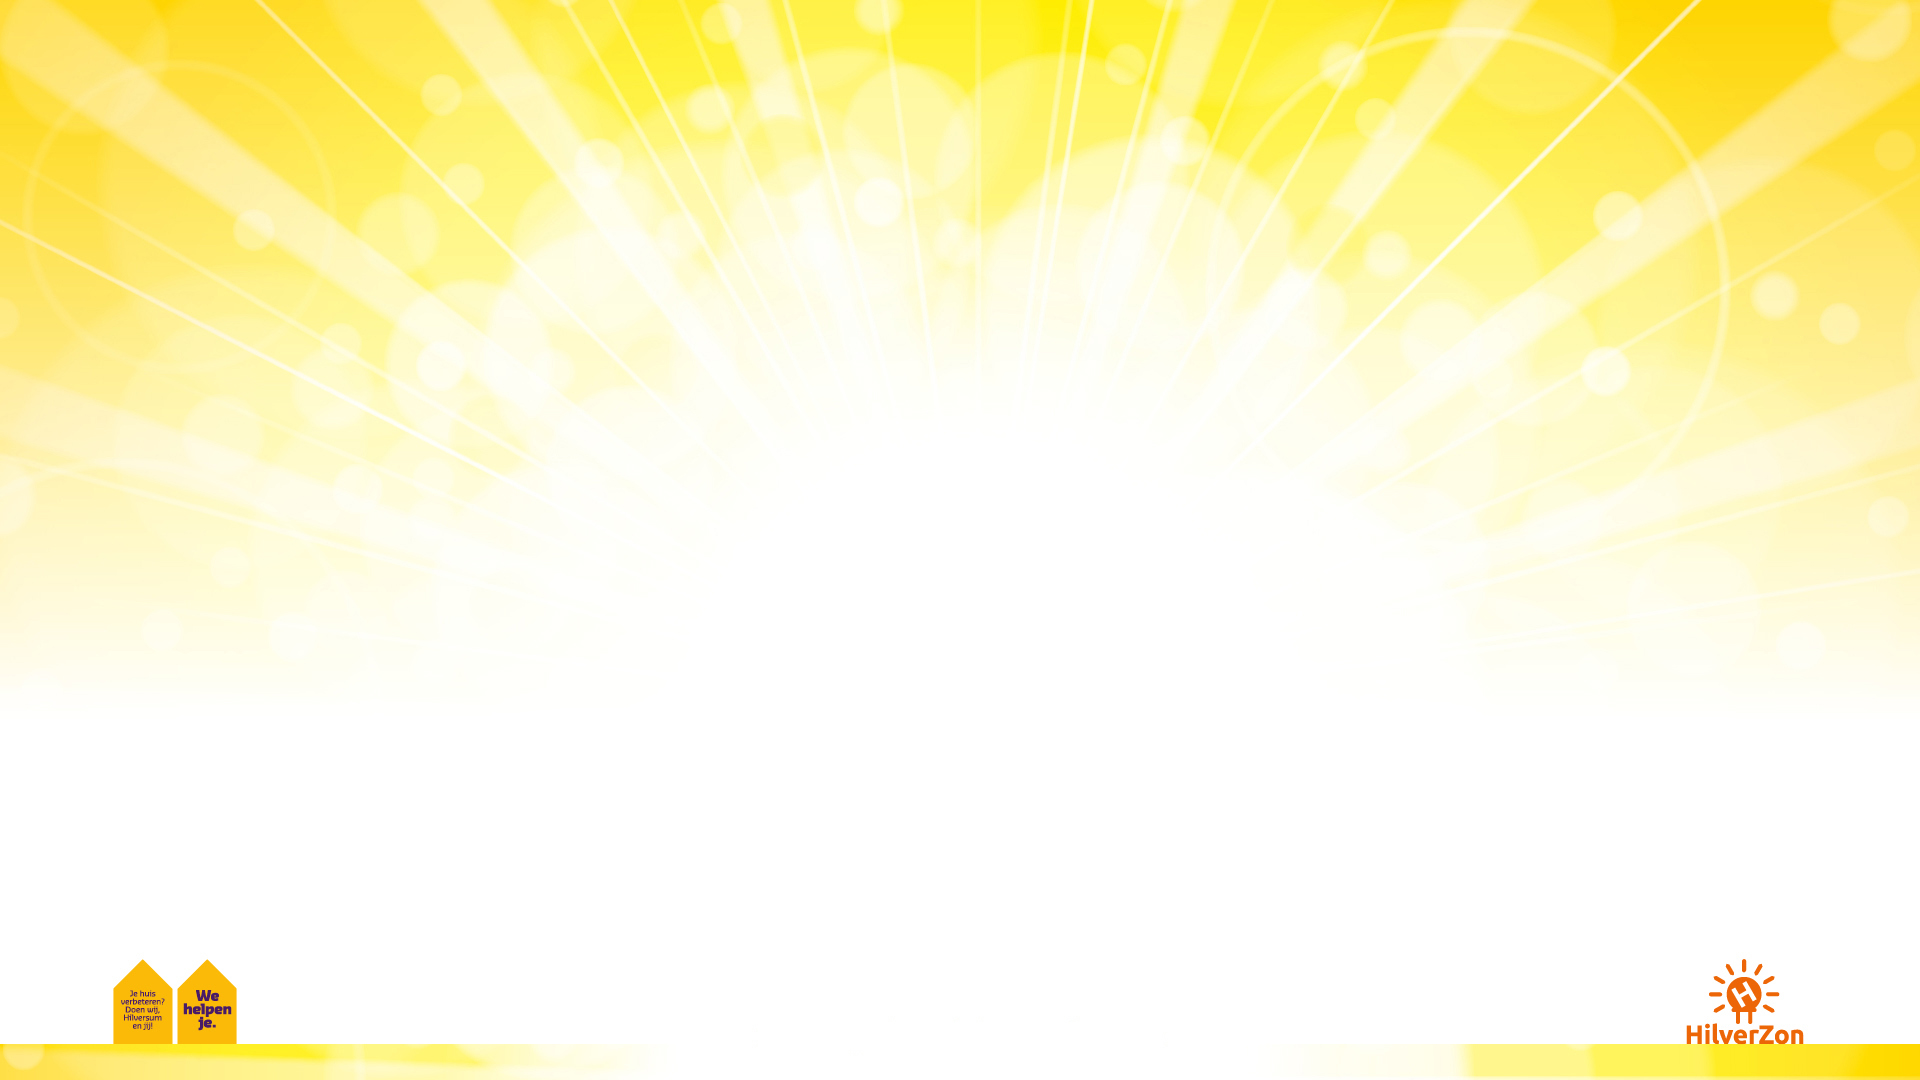 Je huis
verbeteren?
Doen wij,
Hilversum
en jij!
We
helpen
je.
HilverZon